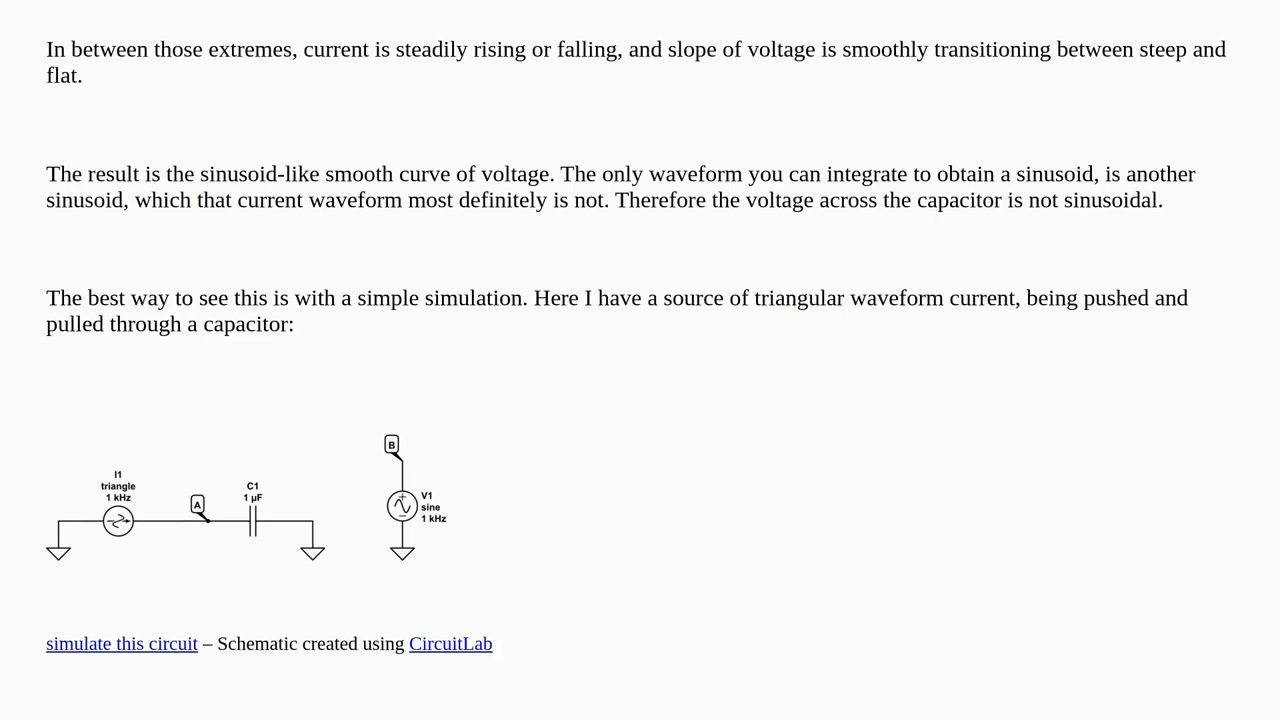 In between those extremes, current is steadily rising or falling, and slope of voltage is smoothly transitioning between steep and
flat.
The result is the sinusoid-like smooth curve of voltage. The only waveform you can integrate to obtain a sinusoid, is another
sinusoid, which that current waveform most definitely is not. Therefore the voltage across the capacitor is not sinusoidal.
The best way to see this is with a simple simulation. Here I have a source of triangular waveform current, being pushed and
pulled through a capacitor:
I1
triangle
1 kHz
A
C1
1 µF
B
V1
sine
1 kHz
simulate this circuit – Schematic created using CircuitLab